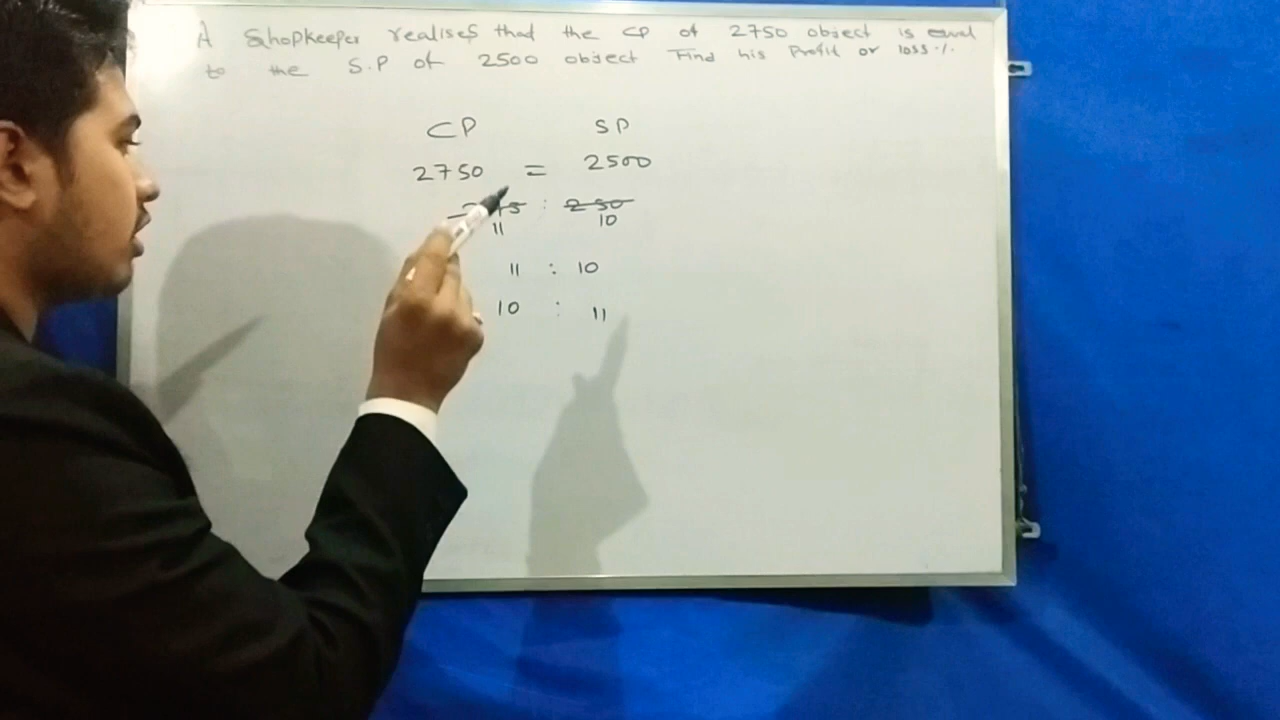 A Shopkeeper realises that the CP of 2750 object is equal
to the S.P of 2500 object Find his Profit or loss %.
CP SP
2750 = 2500
: 250
11 10
11 : 10
10 : 11